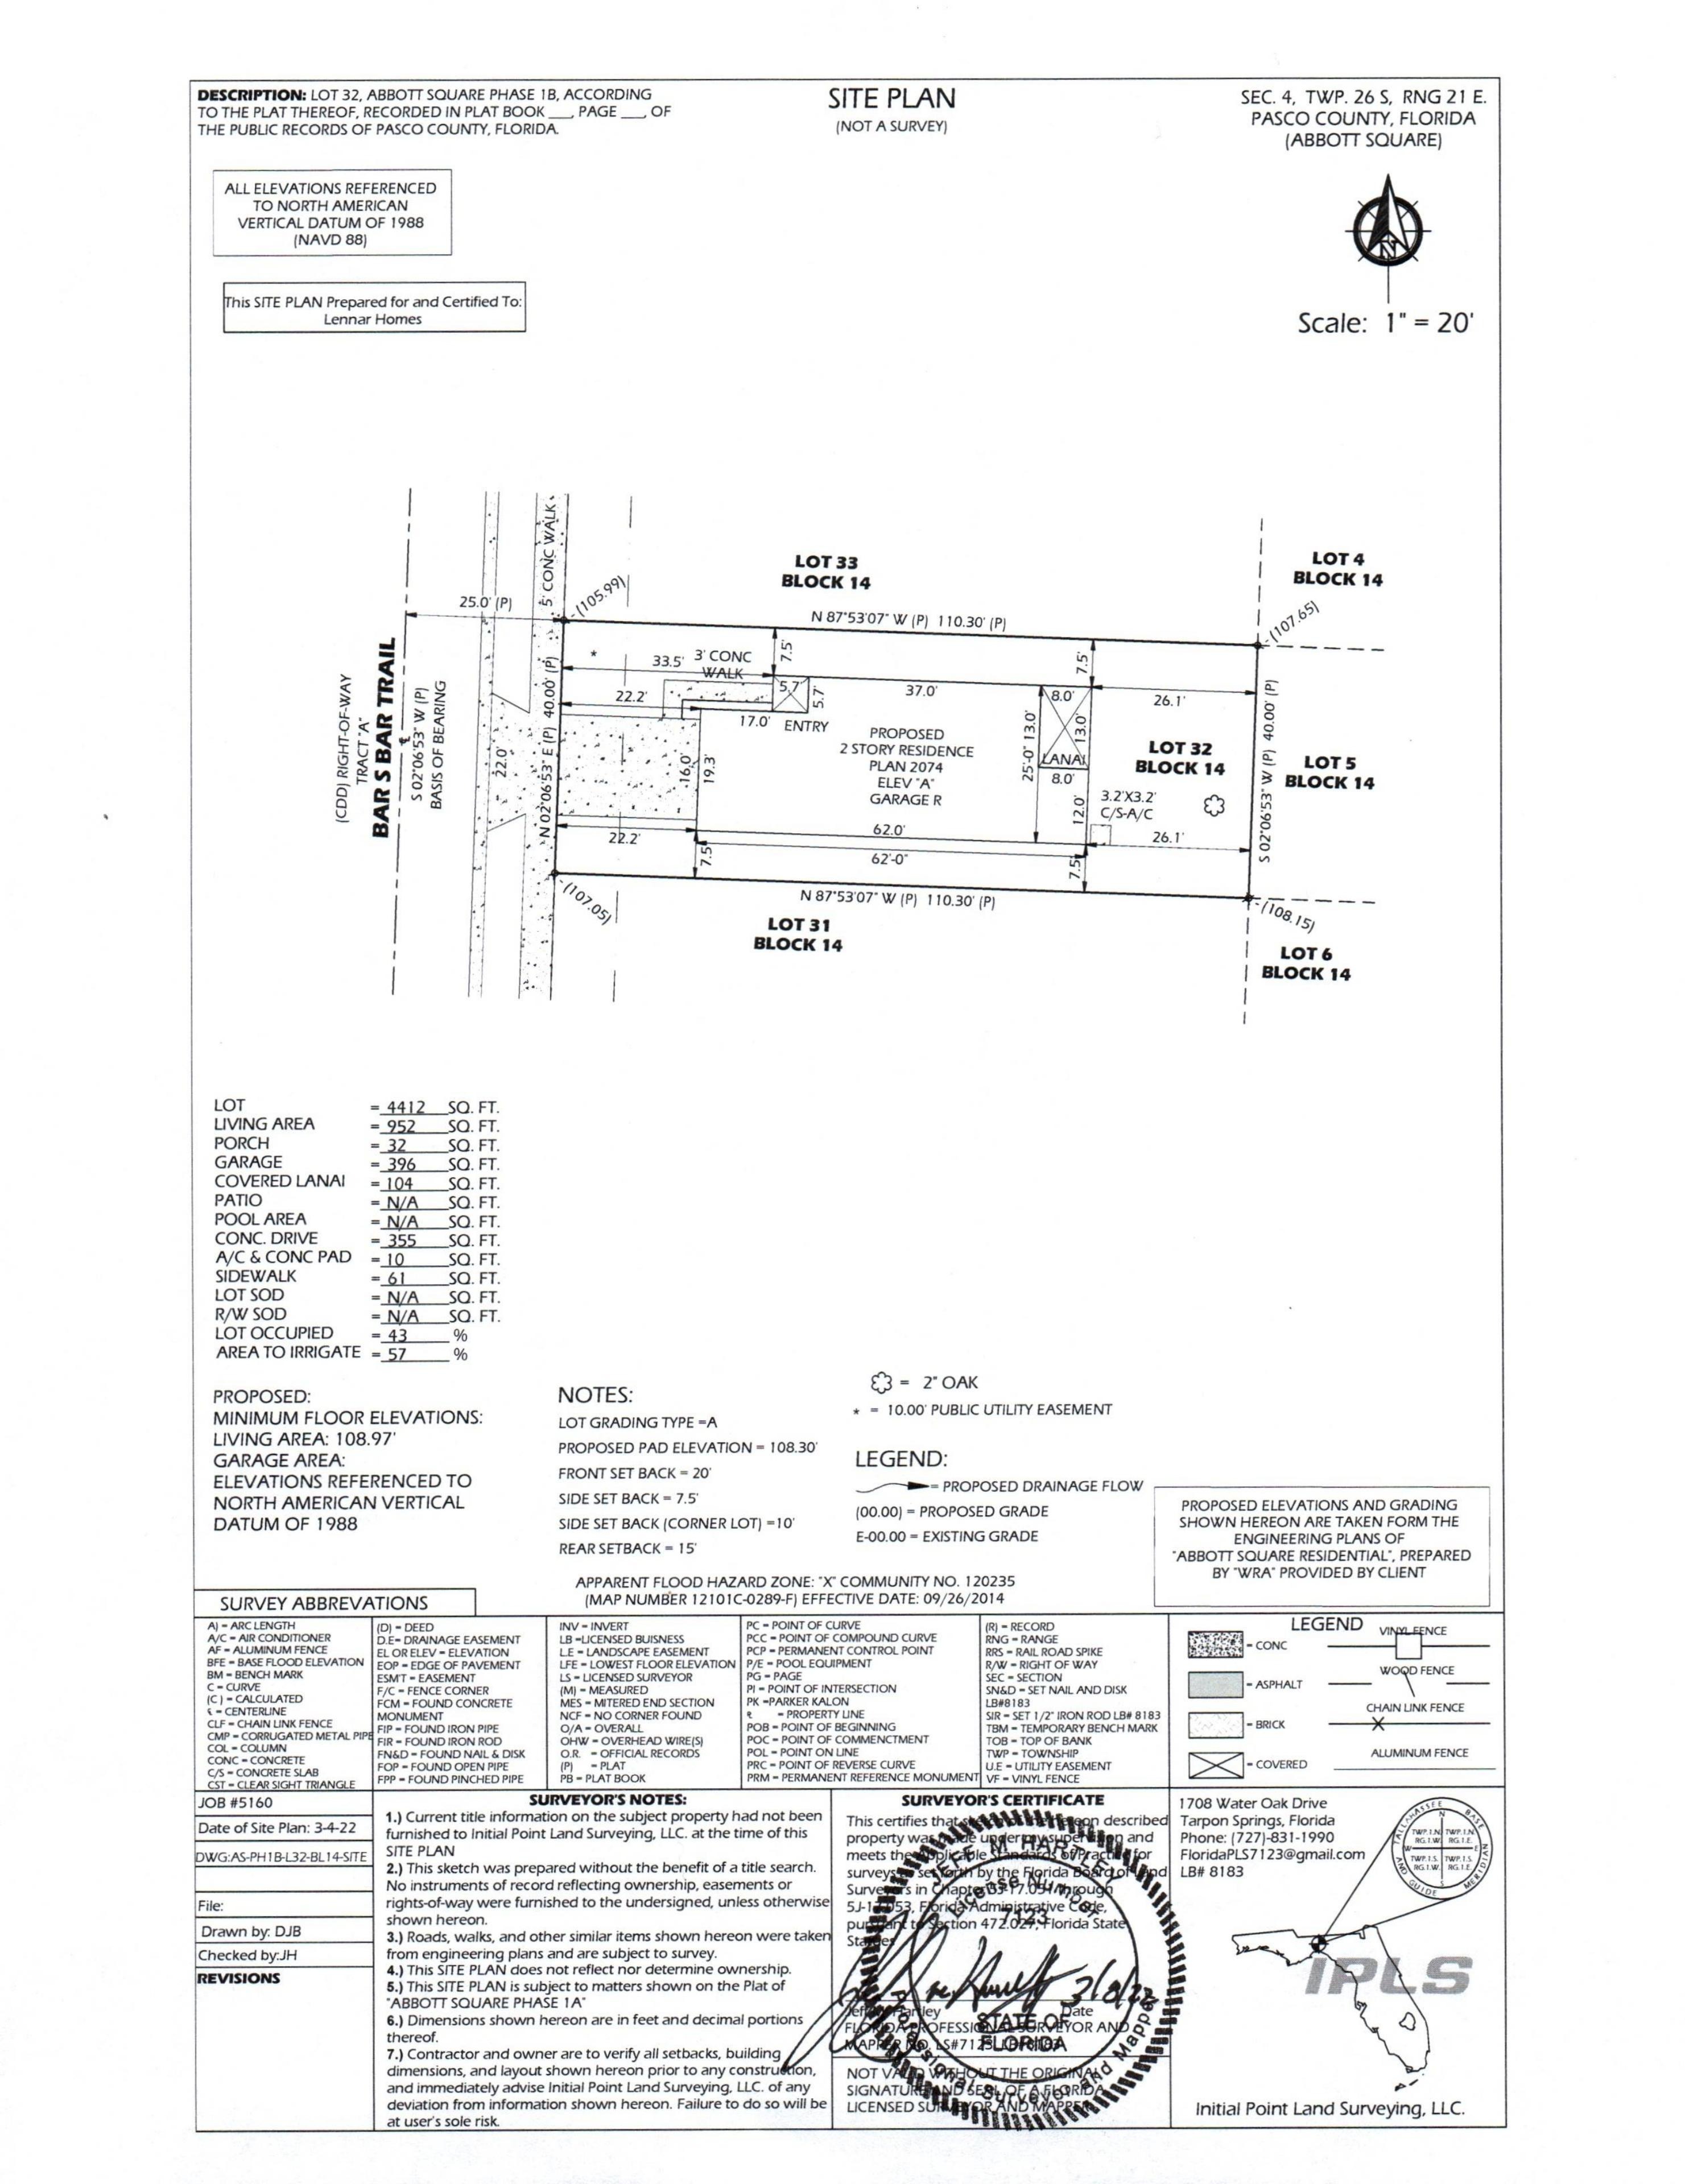 DESCRIPTION: LOT 32, ABBOTT SQUARE PHASE 1B, ACCORDING
TO THE PLAT THEREOF, RECORDED IN PLAT BOOK ___, PAGE ___, OF
THE PUBLIC RECORDS OF PASCO COUNTY, FLORIDA.
SITE PLAN
(NOT A SURVEY)
SEC. 4, TWP. 26 S, RNG 21 E.
PASCO COUNTY, FLORIDA
(ABBOTT SQUARE)
ALL ELEVATIONS REFERENCED
TO NORTH AMERICAN
VERTICAL DATUM OF 1988
(NAVD 88)
This SITE PLAN Prepared for and Certified To:
Lennar Homes
N
Scale: 1" = 20'
5' CONC WALK
LOT 33
BLOCK 14
LOT 4
BLOCK 14
25.0' (P)
(105.99)
N 87°53'07" W (P) 110.30' (P)
(107.65)
(CDD) RIGHT-OF-WAY
TRACT "A"
BAR S BAR TRAIL
S 02°06'53" W (P)
BASIS OF BEARING
22.0'
N 02°06'53" E (P) 40.00' (P)
*
33.5'
3' CONC
WALK
7.5'
7.5'
22.2'
5.7'
5.7'
37.0'
8.0'
26.1'
17.0'
ENTRY
16.0'
19.3'
PROPOSED
2 STORY RESIDENCE
PLAN 2074
ELEV "A"
GARAGE R
25'-0"
13.0'
13.0'
LANAI
8.0'
LOT 32
BLOCK 14
S 02°06'53" W (P) 40.00' (P)
LOT 5
BLOCK 14
12.0'
3.2'X3.2'
C/S-A/C
22.2'
62.0'
26.1'
62'-0"
7.5'
7.5'
(107.05)
N 87°53'07" W (P) 110.30' (P)
(108.15)
LOT 31
BLOCK 14
LOT 6
BLOCK 14
LOT = 4412 SQ. FT.
LIVING AREA = 952 SQ. FT.
PORCH = 32 SQ. FT.
GARAGE = 396 SQ. FT.
COVERED LANAI = 104 SQ. FT.
PATIO = N/A SQ. FT.
POOL AREA = N/A SQ. FT.
CONC. DRIVE = 355 SQ. FT.
A/C & CONC PAD = 10 SQ. FT.
SIDEWALK = 61 SQ. FT.
LOT SOD = N/A SQ. FT.
R/W SOD = N/A SQ. FT.
LOT OCCUPIED = 43 %
AREA TO IRRIGATE = 57 %
PROPOSED:
MINIMUM FLOOR ELEVATIONS:
LIVING AREA: 108.97'
GARAGE AREA:
ELEVATIONS REFERENCED TO
NORTH AMERICAN VERTICAL
DATUM OF 1988
NOTES:
LOT GRADING TYPE =A
PROPOSED PAD ELEVATION = 108.30'
FRONT SET BACK = 20'
SIDE SET BACK = 7.5'
SIDE SET BACK (CORNER LOT) =10'
REAR SETBACK = 15'
= 2" OAK
* = 10.00' PUBLIC UTILITY EASEMENT
LEGEND:
= PROPOSED DRAINAGE FLOW
(00.00) = PROPOSED GRADE
E-00.00 = EXISTING GRADE
PROPOSED ELEVATIONS AND GRADING
SHOWN HEREON ARE TAKEN FORM THE
ENGINEERING PLANS OF
"ABBOTT SQUARE RESIDENTIAL", PREPARED
BY "WRA" PROVIDED BY CLIENT
APPARENT FLOOD HAZARD ZONE: "X" COMMUNITY NO. 120235
(MAP NUMBER 12101C-0289-F) EFFECTIVE DATE: 09/26/2014
SURVEY ABBREVATIONS
A) = ARC LENGTH
A/C = AIR CONDITIONER
AF = ALUMINUM FENCE
BFE = BASE FLOOD ELEVATION
BM = BENCH MARK
C = CURVE
(C) = CALCULATED
℄ = CENTERLINE
CLF = CHAIN LINK FENCE
CMP = CORRUGATED METAL PIPE
COL = COLUMN
CONC = CONCRETE
C/S = CONCRETE SLAB
CST = CLEAR SIGHT TRIANGLE
(D) = DEED
D.E= DRAINAGE EASEMENT
EL OR ELEV = ELEVATION
EOP = EDGE OF PAVEMENT
ESMT = EASEMENT
F/C = FENCE CORNER
FCM = FOUND CONCRETE
MONUMENT
FIP = FOUND IRON PIPE
FIR = FOUND IRON ROD
FN&D = FOUND NAIL & DISK
FOP = FOUND OPEN PIPE
FPP = FOUND PINCHED PIPE
INV = INVERT
LB =LICENSED BUISNESS
L.E = LANDSCAPE EASEMENT
LFE = LOWEST FLOOR ELEVATION
LS = LICENSED SURVEYOR
(M) = MEASURED
MES = MITERED END SECTION
NCF = NO CORNER FOUND
O/A = OVERALL
OHW = OVERHEAD WIRE(S)
O.R. = OFFICIAL RECORDS
(P) = PLAT
PB = PLAT BOOK
PC = POINT OF CURVE
PCC = POINT OF COMPOUND CURVE
PCP = PERMANENT CONTROL POINT
P/E = POOL EQUIPMENT
PG = PAGE
PI = POINT OF INTERSECTION
PK =PARKER KALON
= PROPERTY LINE
POB = POINT OF BEGINNING
POC = POINT OF COMMENCTMENT
POL = POINT ON LINE
PRC = POINT OF REVERSE CURVE
PRM = PERMANENT REFERENCE MONUMENT
(R) = RECORD
RNG = RANGE
RRS = RAIL ROAD SPIKE
R/W = RIGHT OF WAY
SEC = SECTION
SN&D = SET NAIL AND DISK
LB#8183
SIR = SET 1/2" IRON ROD LB# 8183
TBM = TEMPORARY BENCH MARK
TOB = TOP OF BANK
TWP = TOWNSHIP
U.E = UTILITY EASEMENT
VF = VINYL FENCE
LEGEND
= CONC
= ASPHALT
= BRICK
= COVERED
VINYL FENCE
WOOD FENCE
CHAIN LINK FENCE
ALUMINUM FENCE
JOB #5160
Date of Site Plan: 3-4-22
DWG:AS-PH1B-L32-BL14-SITE
File:
Drawn by: DJB
Checked by:JH
REVISIONS
SURVEYOR'S NOTES:
1.) Current title information on the subject property had not been
furnished to Initial Point Land Surveying, LLC. at the time of this
SITE PLAN
2.) This sketch was prepared without the benefit of a title search.
No instruments of record reflecting ownership, easements or
rights-of-way were furnished to the undersigned, unless otherwise
shown hereon.
3.) Roads, walks, and other similar items shown hereon were taken
from engineering plans and are subject to survey.
4.) This SITE PLAN does not reflect nor determine ownership.
5.) This SITE PLAN is subject to matters shown on the Plat of
"ABBOTT SQUARE PHASE 1A"
6.) Dimensions shown hereon are in feet and decimal portions
thereof.
7.) Contractor and owner are to verify all setbacks, building
dimensions, and layout shown hereon prior to any construction,
and immediately advise Initial Point Land Surveying, LLC. of any
deviation from information shown hereon. Failure to do so will be
at user's sole risk.
SURVEYOR'S CERTIFICATE
This certifies that hereon described
property was made under my supervision and
meets the Applicable Standards of Practice for
surveys set forth by the Florida Board of Land
Surveyors in Chapter 5J-17.051 through
5J-17.053, Florida Administrative Code,
pursuant to Section 472.027, Florida State
Statutes
JEFF M HARTLEY
License Number
7123
STATE OF
FLORIDA
Professional Surveyor and Mapper
Date
FLORIDA PROFESSIONAL SURVEYOR AND
MAPPER NO. LS#7123
NOT VALID WITHOUT THE ORIGINAL
SIGNATURE AND SEAL OF A FLORIDA
LICENSED SURVEYOR AND MAPPER
1708 Water Oak Drive
Tarpon Springs, Florida
Phone: (727)-831-1990
FloridaPLS7123@gmail.com
LB# 8183
TALLAHASSEE BASE
AND GUIDE MERIDIAN
N
W
E
S
TWP.I.N.
RG.I.W.
TWP.I.N.
RG.I.E.
TWP.I.S.
RG.I.W.
TWP.I.S.
RG.I.E.
IPLS
Initial Point Land Surveying, LLC.